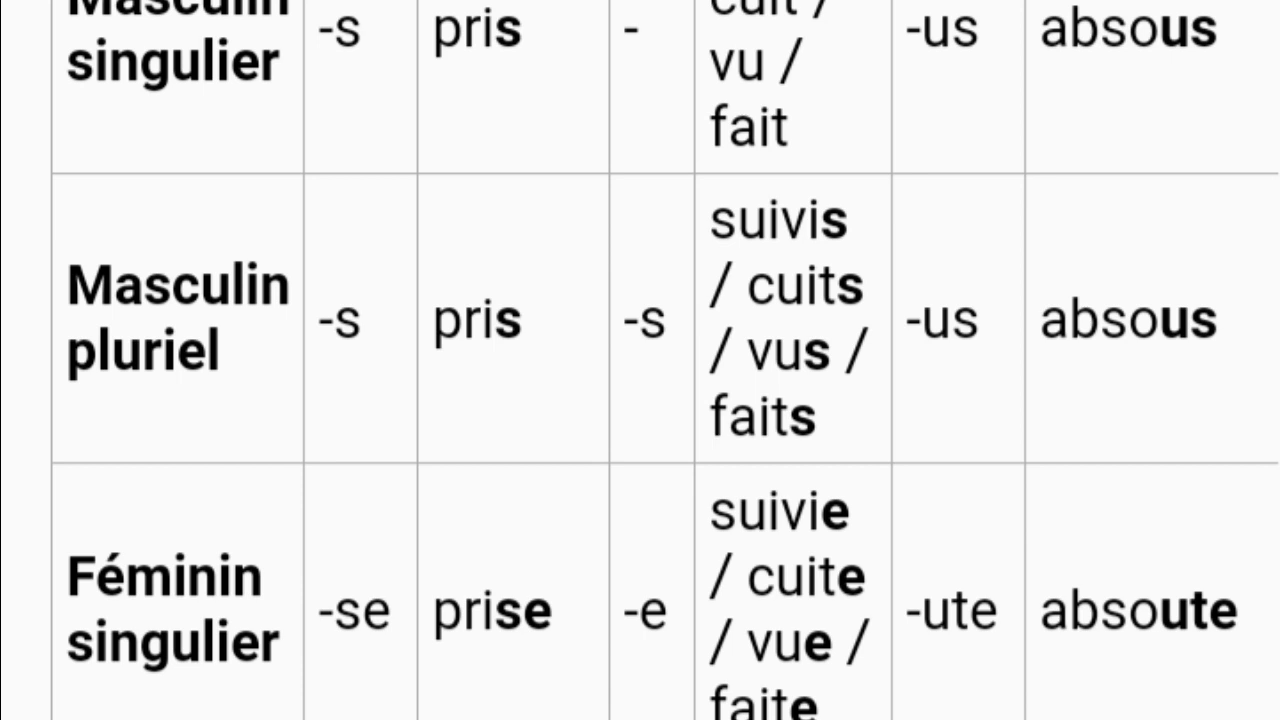 Masculin
singulier
-s
pris
-
cuit /
vu /
fait
-us
absous
Masculin
pluriel
-s
pris
-s
suivis
/ cuits
/ vus /
faits
-us
absous
Féminin
singulier
-se
prise
-e
suivie
/ cuite
/ vue /
faite
-ute
absoute